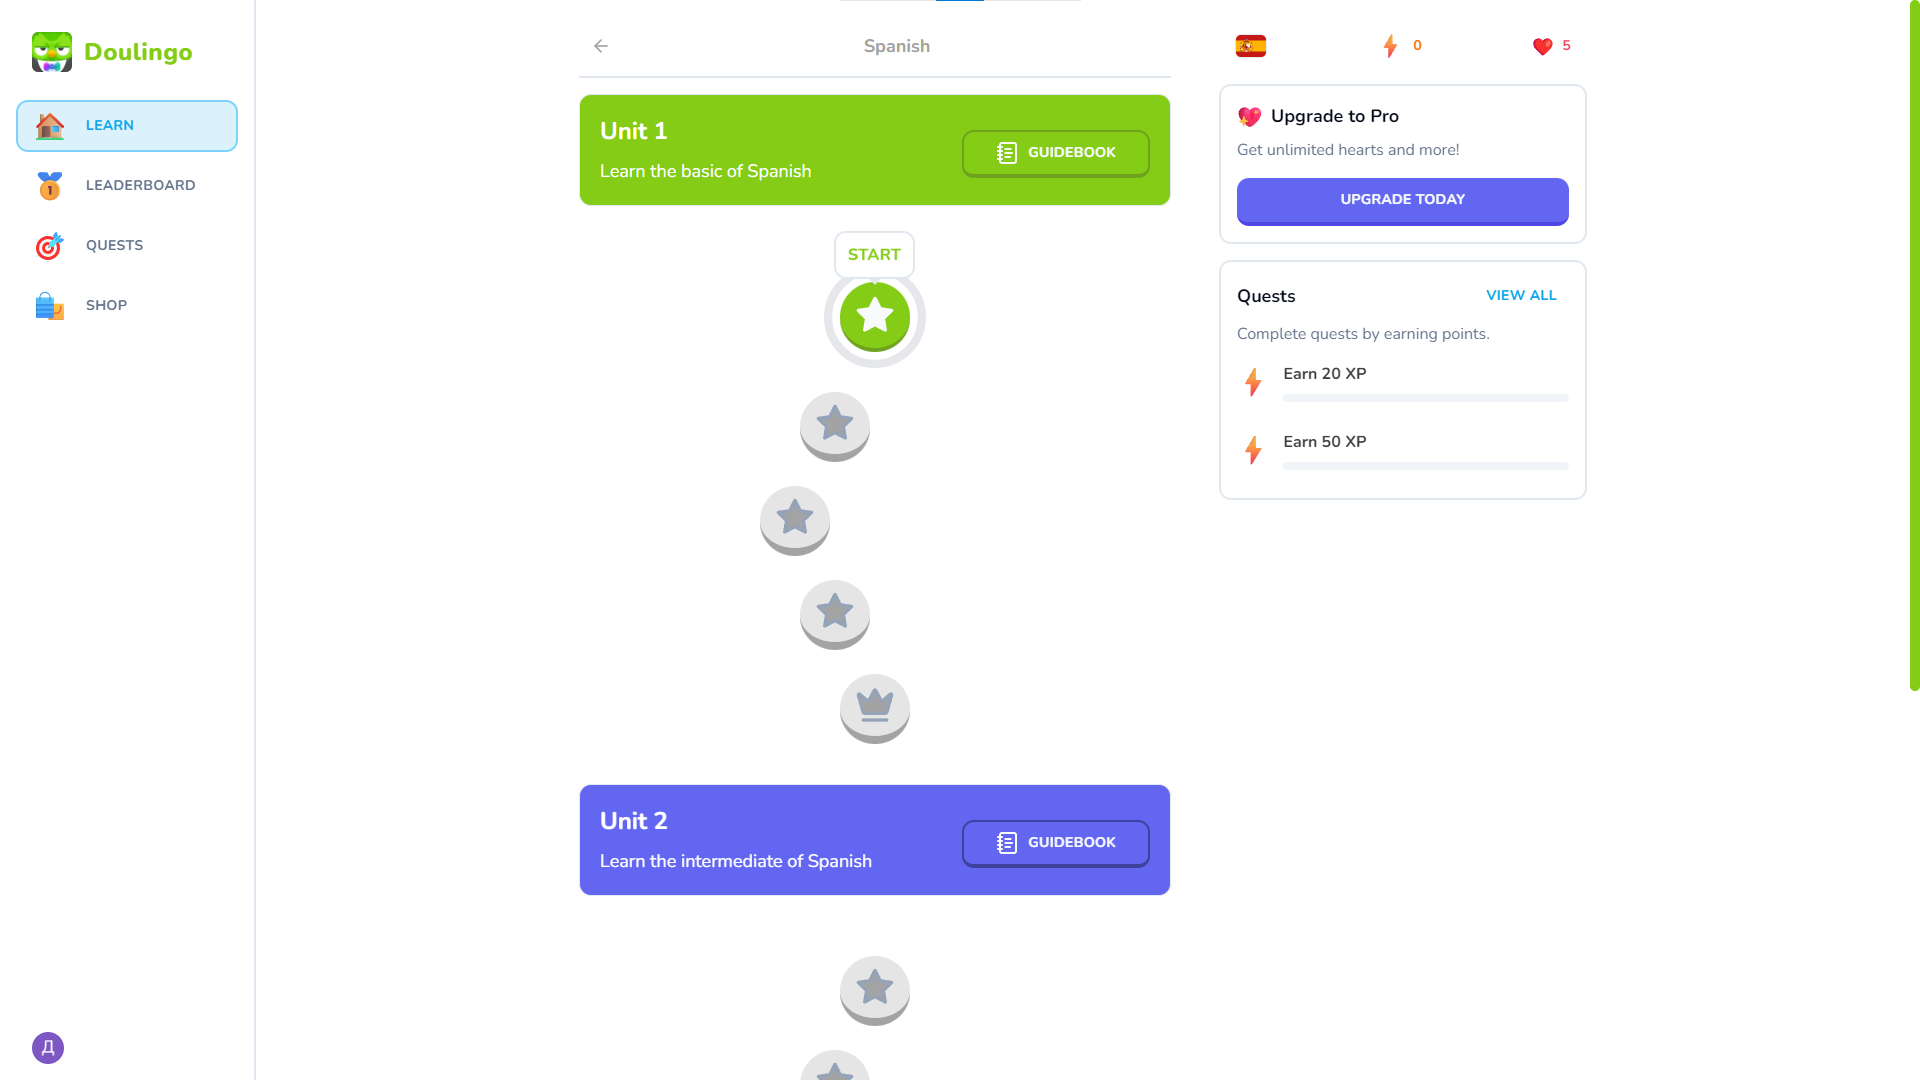 Doulingo
LEARN
LEADERBOARD
QUESTS
SHOP
Д
Spanish
Unit 1
Learn the basic of Spanish
GUIDEBOOK
START
Unit 2
Learn the intermediate of Spanish
GUIDEBOOK
0
5
Upgrade to Pro
Get unlimited hearts and more!
UPGRADE TODAY
Quests
VIEW ALL
Complete quests by earning points.
Earn 20 XP
Earn 50 XP